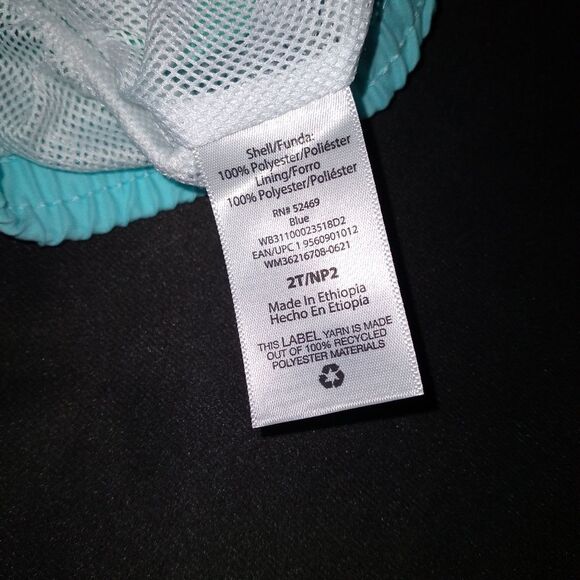 Shell/Funda:
100% Polyester/Poliéster
Lining/Forro
100% Polyester/Poliéster
RN# 52469
Blue
WB31100023518D2
EAN/UPC 1 9560901012
WM36216708-0621
2T/NP2
Made In Ethiopia
Hecho En Etiopia
THIS LABEL YARN IS MADE
OUT OF 100% RECYCLED
POLYESTER MATERIALS